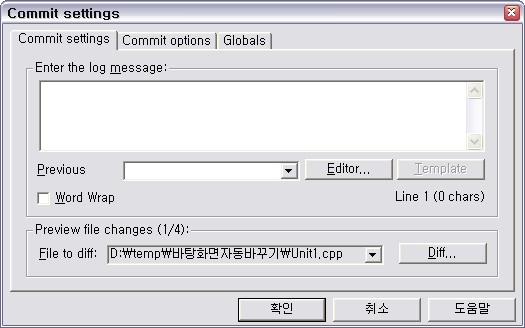 Commit settings
Commit settings Commit options Globals
Enter the log message:
Previous Editor... Template
Word Wrap Line 1 (0 chars)
Preview file changes (1/4):
File to diff: D:₩temp₩바탕화면자동바꾸기₩Unit1.cpp Diff...
확인 취소 도움말